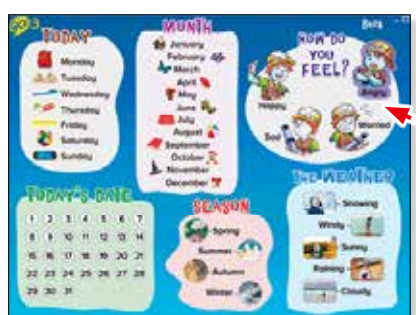 GO 3
TODAY
Monday
Tuesday
Wednesday
Thursday
Friday
Saturday
Sunday
MONTH
January
February
March
April
May
June
July
August
September
October
November
December
HOW DO
YOU
FEEL?
Happy
Angry
Sad
Worried
TODAY'S DATE
1 2 3 4 5 6 7
8 9 10 11 12 13 14
15 16 17 18 19 20 21
22 23 24 25 26 27 28
29 30 31
SEASON
Spring
Summer
Autumn
Winter
THE WEATHER
Snowing
Windy
Sunny
Raining
Cloudy